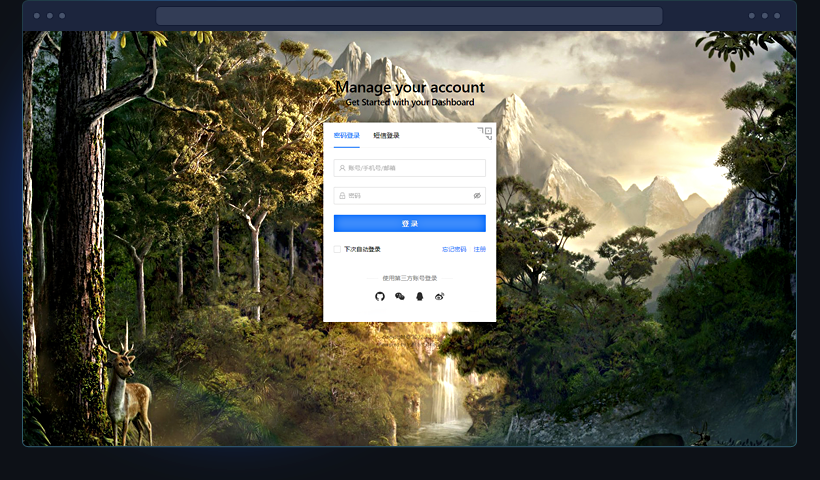 Manage your account
Get Started with your Dashboard
密码登录 短信登录
账号/手机号/邮箱
密码
登 录
下次自动登录 忘记密码 注册
使用第三方账号登录